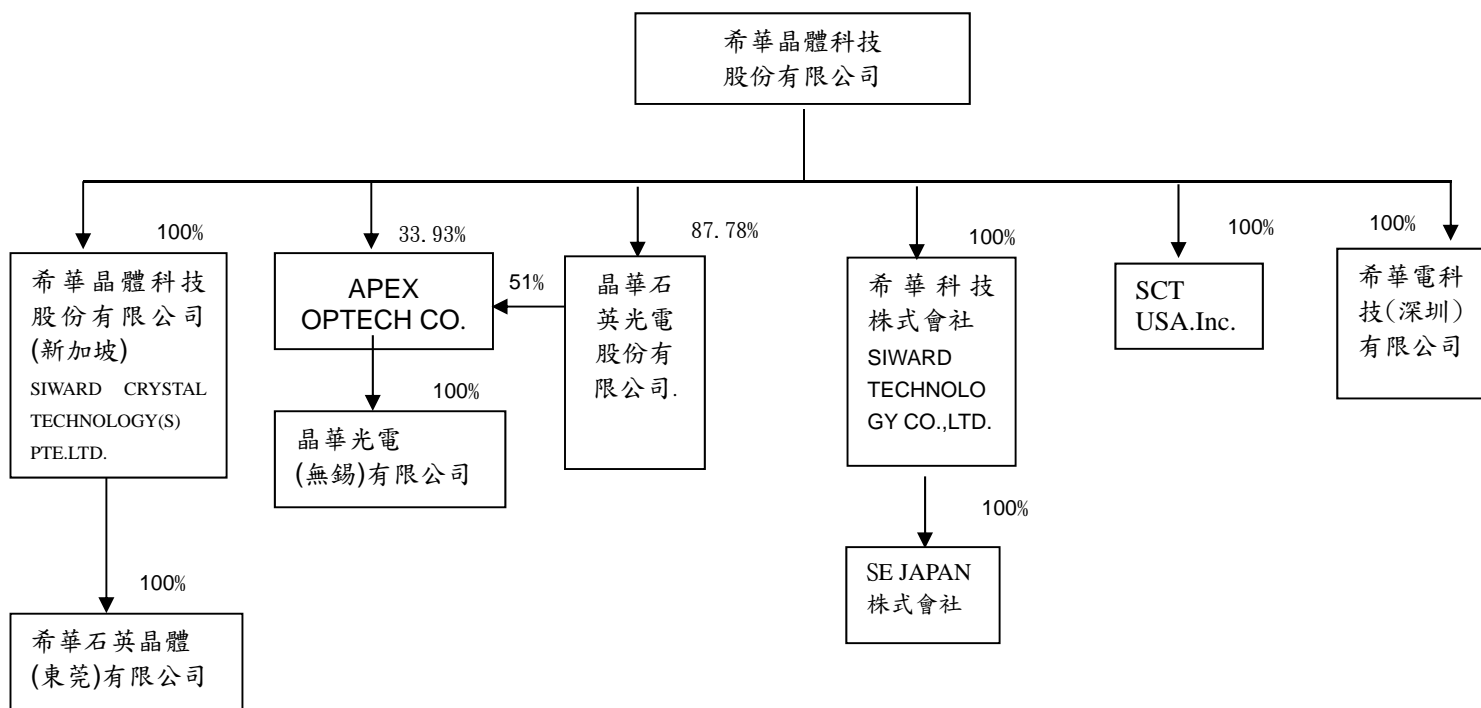 希華晶體科技
股份有限公司
100%
33.93%
87.78%
100%
100%
100%
希華晶體科技
股份有限公司
(新加坡)
SIWARD CRYSTAL
TECHNOLOGY(S)
PTE.LTD.
APEX
OPTECH CO.
51%
晶華石
英光電
股份有
限公司.
希華科技
株式會社
SIWARD
TECHNOLO
GY CO.,LTD.
SCT
USA.Inc.
希華電科
技(深圳)
有限公司
100%
晶華光電
(無錫)有限公司
100%
SE JAPAN
株式會社
100%
希華石英晶體
(東莞)有限公司